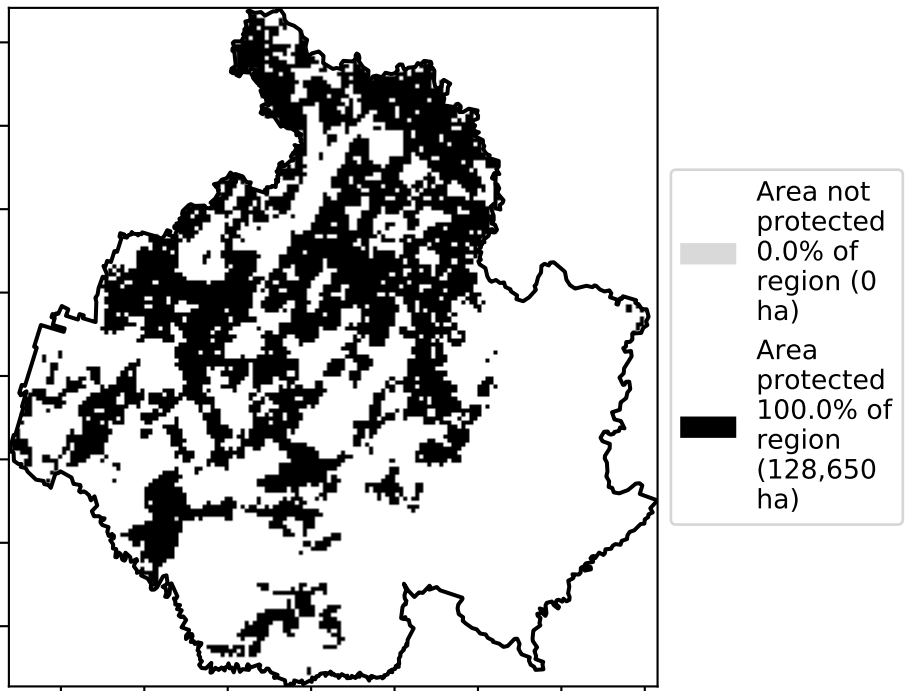 Area not
protected
0.0% of
region (0
ha)
Area
protected
100.0% of
region
(128,650
ha)